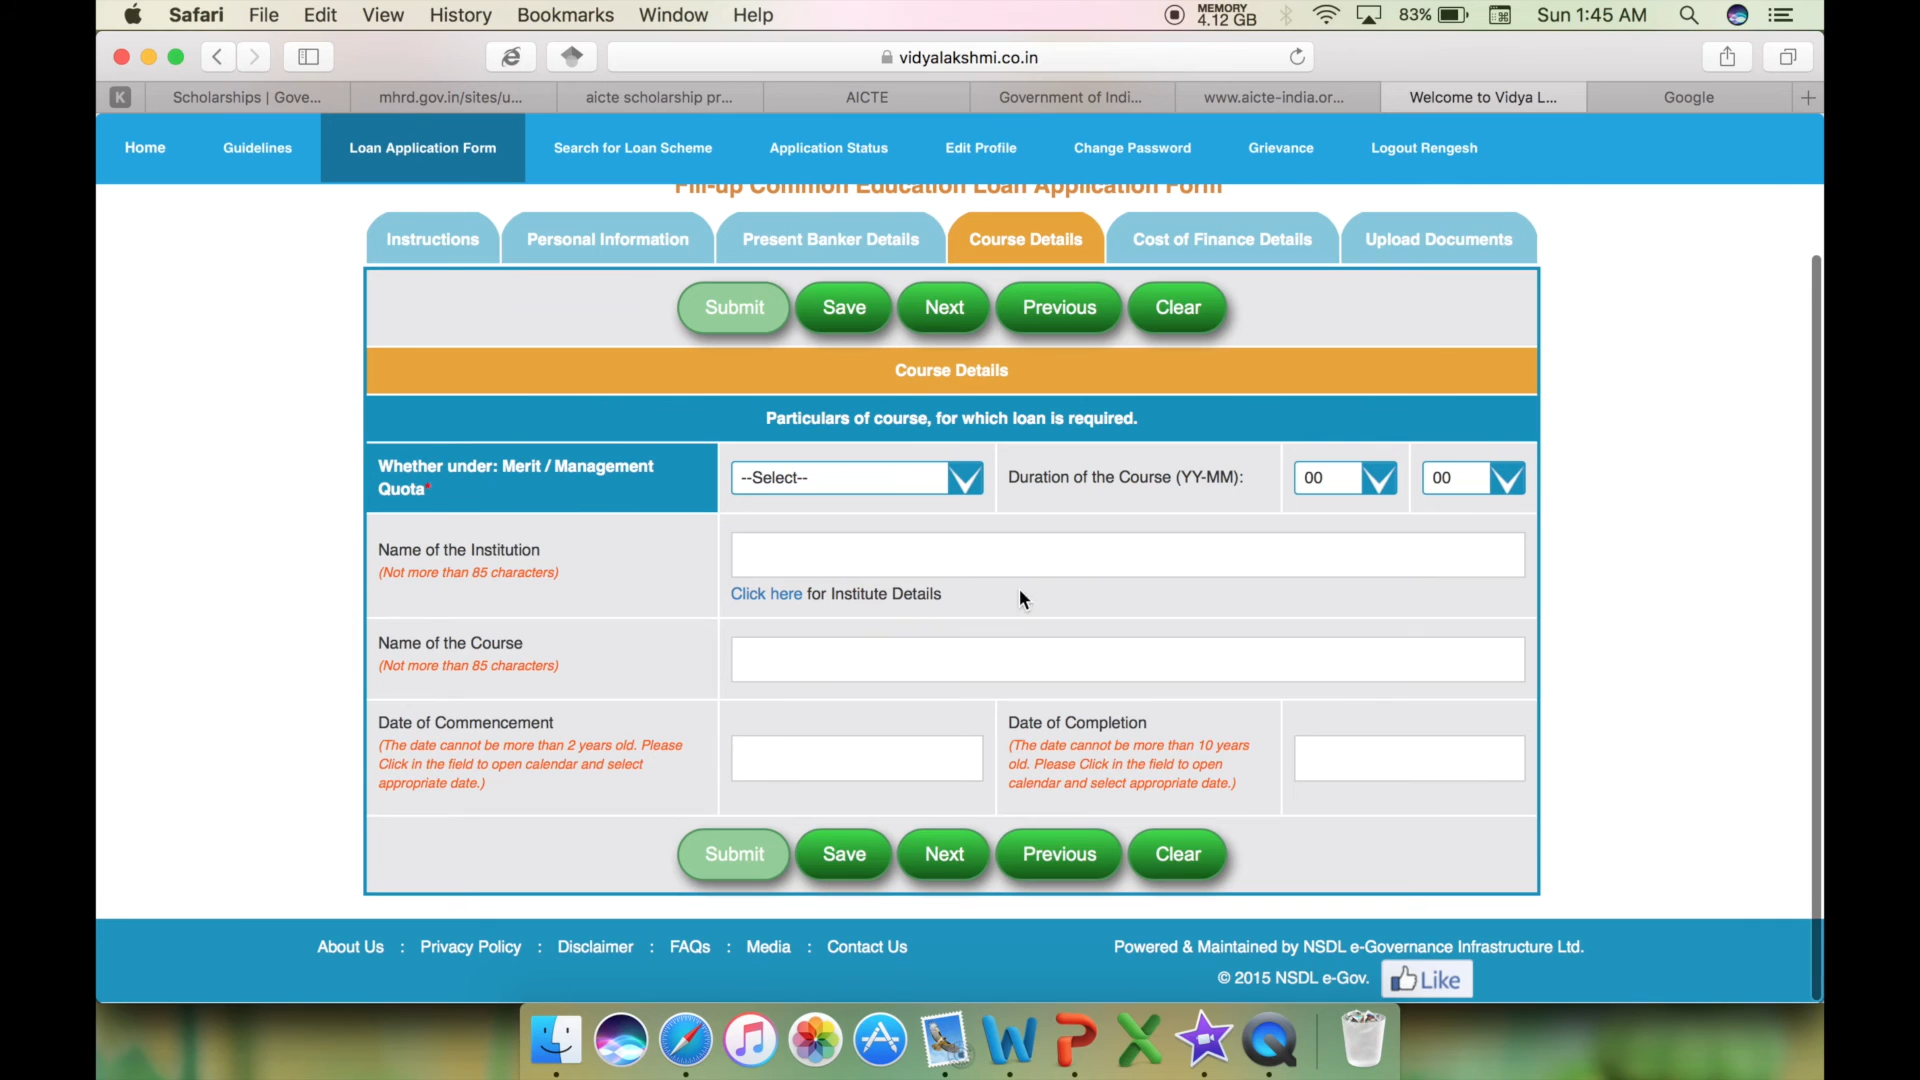 Safari File Edit View History Bookmarks Window Help MEMORY 4.12 GB 83% Sun 1:45 AM
vidyalakshmi.co.in
K Scholarships | Gove... mhrd.gov.in/sites/u... aicte scholarship pr... AICTE Government of Indi... www.aicte-india.or... Welcome to Vidya L... Google
Home Guidelines Loan Application Form Search for Loan Scheme Application Status Edit Profile Change Password Grievance Logout Rengesh
Fill-up Common Education Loan Application Form
Instructions Personal Information Present Banker Details Course Details Cost of Finance Details Upload Documents
Submit Save Next Previous Clear
Course Details
Particulars of course, for which loan is required.
Whether under: Merit / Management
Quota*
--Select--
Duration of the Course (YY-MM):
00
00
Name of the Institution
(Not more than 85 characters)
Click here for Institute Details
Name of the Course
(Not more than 85 characters)
Date of Commencement
(The date cannot be more than 2 years old. Please
Click in the field to open calendar and select
appropriate date.)
Date of Completion
(The date cannot be more than 10 years
old. Please Click in the field to open
calendar and select appropriate date.)
Submit Save Next Previous Clear
About Us : Privacy Policy : Disclaimer : FAQs : Media : Contact Us
Powered & Maintained by NSDL e-Governance Infrastructure Ltd.
© 2015 NSDL e-Gov. Like